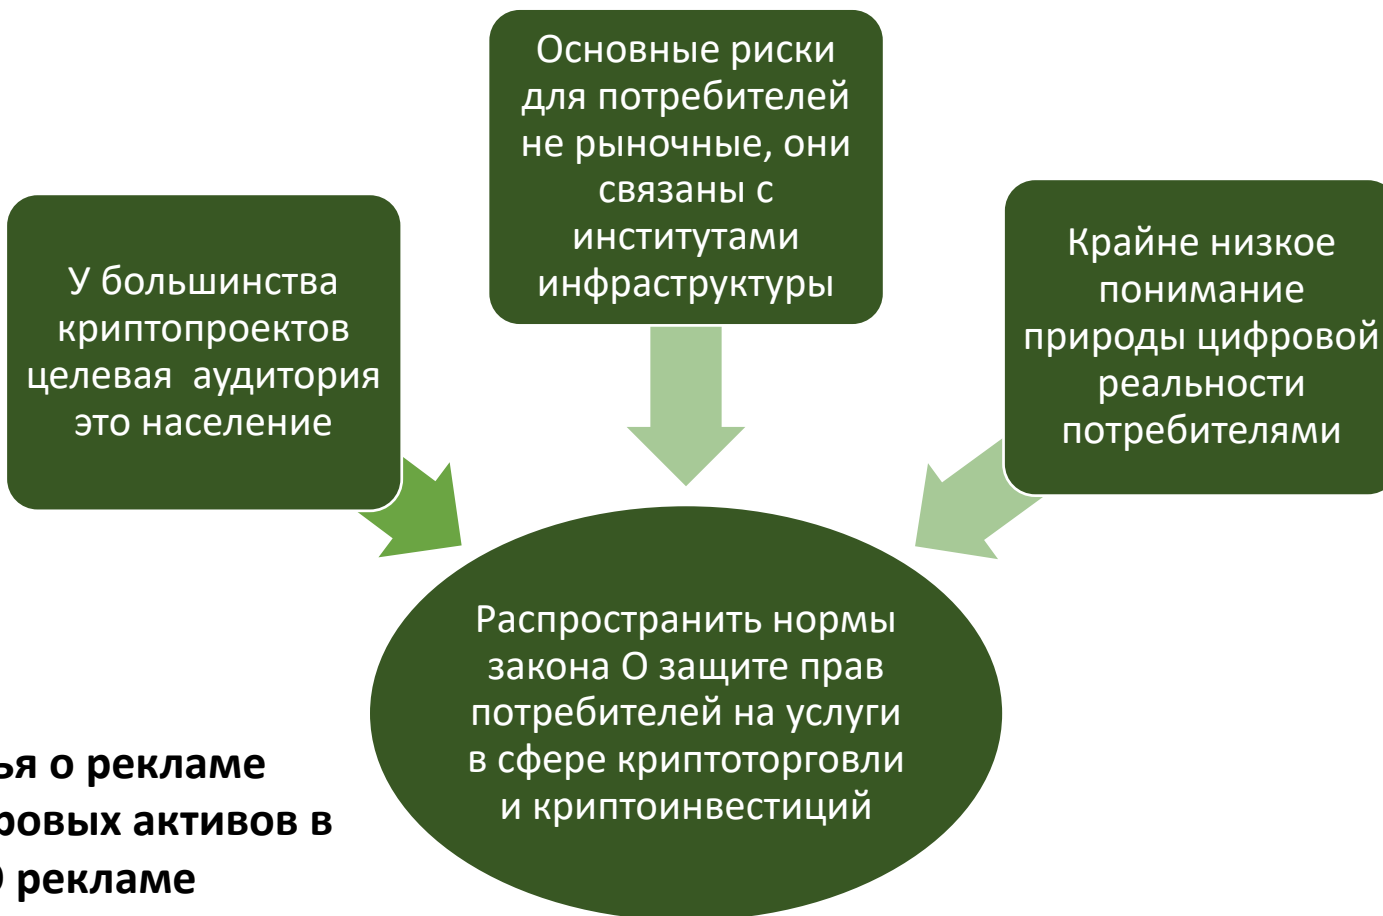 Основные риски
для потребителей
не рыночные, они
связаны с
институтами
инфраструктуры
У большинства
криптопроектов
целевая  аудитория
это население
Крайне низкое
понимание
природы цифровой
реальности
потребителями
Распространить нормы
закона О защите прав
потребителей на услуги
в сфере криптоторговли
и криптоинвестиций
ья о рекламе
ровых активов в
О рекламе